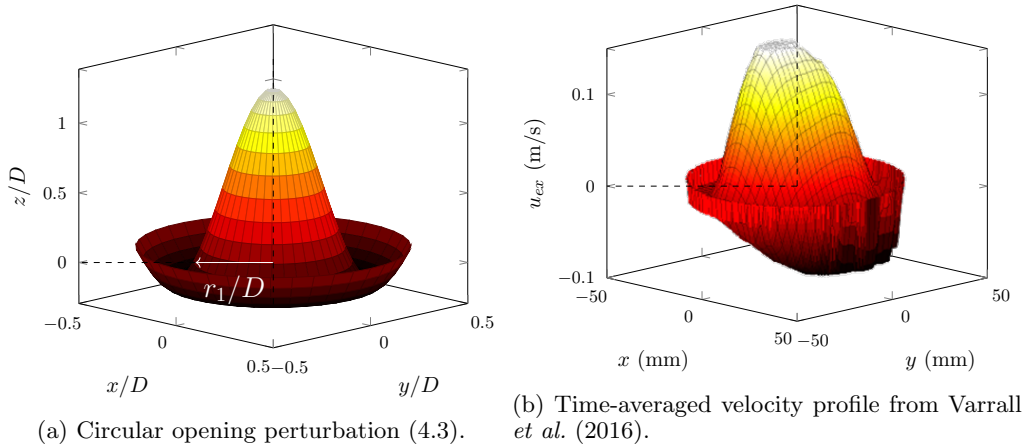 1
0.5
0
z/D
r₁/D
−0.5
0
0.5
−0.5
0
0.5
x/D
y/D
(a) Circular opening perturbation (4.3).
0.1
0
−0.1
u_{ex} (m/s)
−50
0
50
−50
0
50
x (mm)
y (mm)
(b) Time-averaged velocity profile from Varrall
et al. (2016).